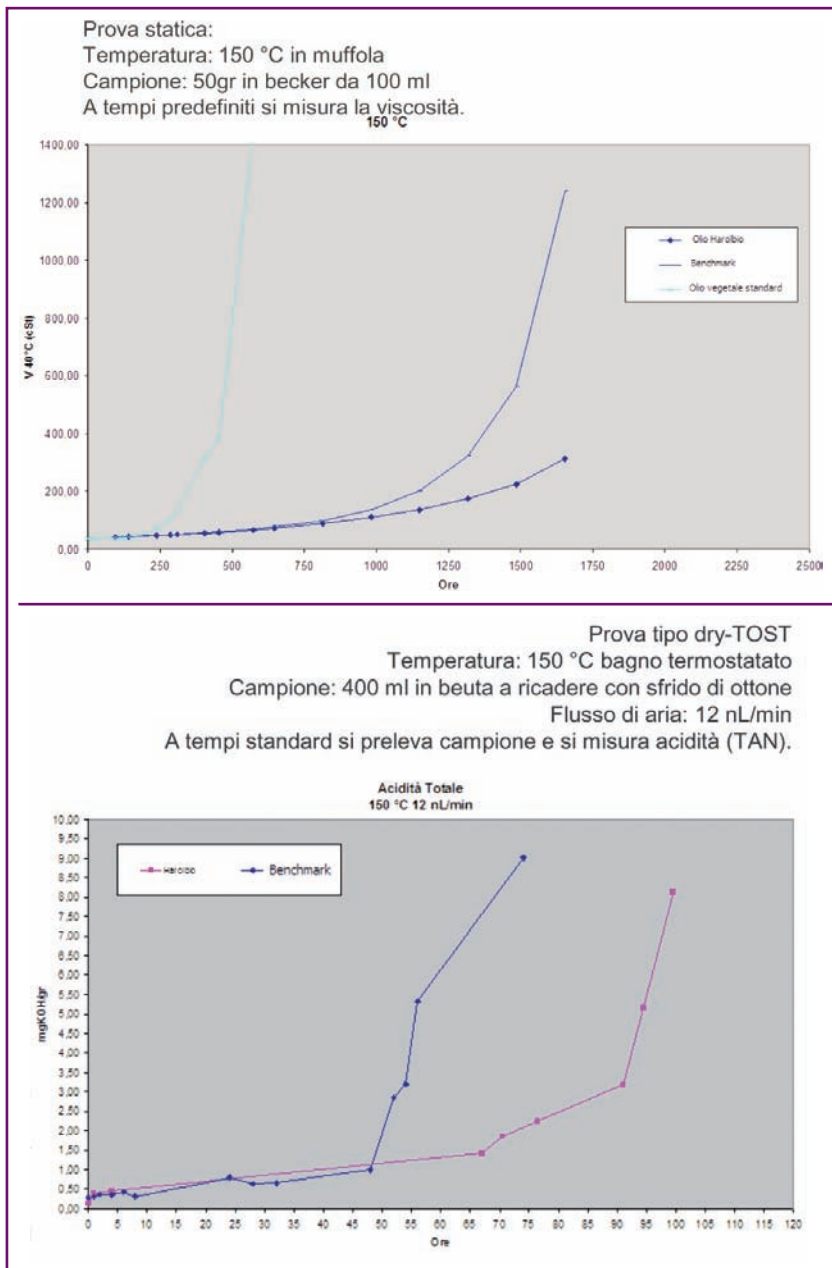 Prova statica:
Temperatura: 150 °C in muffola
Campione: 50gr in becker da 100 ml
A tempi predefiniti si misura la viscosità.
150 °C
1400,00
1200,00
1000,00
800,00
600,00
400,00
200,00
0,00
V 40°C (cSt)
Olio Harolbio
Benchmark
Olio vegetale standard
0 250 500 750 1000 1250 1500 1750 2000 2250 2500
Ore
Prova tipo dry-TOST
Temperatura: 150 °C bagno termostatato
Campione: 400 ml in beuta a ricadere con sfrido di ottone
Flusso di aria: 12 nL/min
A tempi standard si preleva campione e si misura acidità (TAN).
Acidità Totale
150 °C 12 nL/min
10,00
9,50
9,00
8,50
8,00
7,50
7,00
6,50
6,00
5,50
5,00
4,50
4,00
3,50
3,00
2,50
2,00
1,50
1,00
0,50
0,00
mgKOH/gr
Harolbio Benchmark
0 5 10 15 20 25 30 35 40 45 50 55 60 65 70 75 80 85 90 95 100 105 110 115 120
Ore